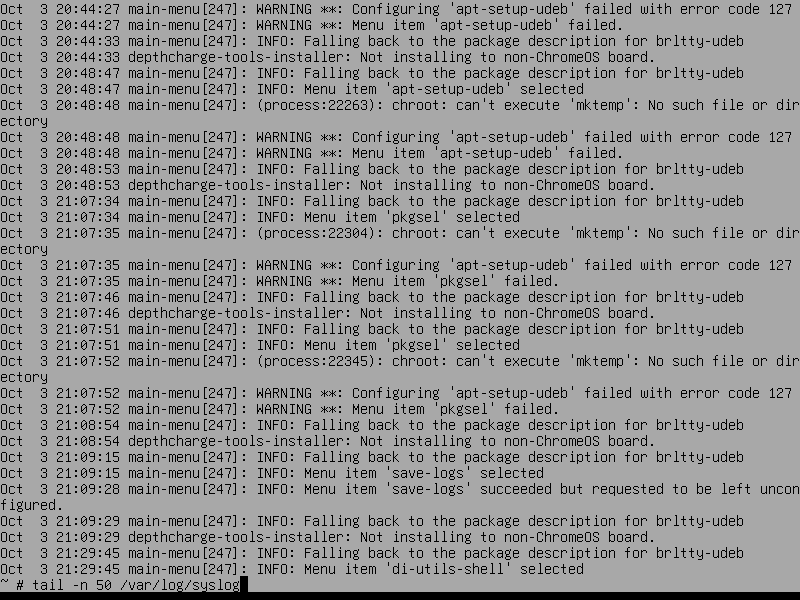 Oct  3 20:44:27 main-menu[247]: WARNING **: Configuring 'apt-setup-udeb' failed with error code 127
Oct  3 20:44:27 main-menu[247]: WARNING **: Menu item 'apt-setup-udeb' failed.
Oct  3 20:44:33 main-menu[247]: INFO: Falling back to the package description for brltty-udeb
Oct  3 20:44:33 depthcharge-tools-installer: Not installing to non-ChromeOS board.
Oct  3 20:48:47 main-menu[247]: INFO: Falling back to the package description for brltty-udeb
Oct  3 20:48:47 main-menu[247]: INFO: Menu item 'apt-setup-udeb' selected
Oct  3 20:48:48 main-menu[247]: (process:22263): chroot: can't execute 'mktemp': No such file or dir
ectory
Oct  3 20:48:48 main-menu[247]: WARNING **: Configuring 'apt-setup-udeb' failed with error code 127
Oct  3 20:48:48 main-menu[247]: WARNING **: Menu item 'apt-setup-udeb' failed.
Oct  3 20:48:53 main-menu[247]: INFO: Falling back to the package description for brltty-udeb
Oct  3 20:48:53 depthcharge-tools-installer: Not installing to non-ChromeOS board.
Oct  3 21:07:34 main-menu[247]: INFO: Falling back to the package description for brltty-udeb
Oct  3 21:07:34 main-menu[247]: INFO: Menu item 'pkgsel' selected
Oct  3 21:07:35 main-menu[247]: (process:22304): chroot: can't execute 'mktemp': No such file or dir
ectory
Oct  3 21:07:35 main-menu[247]: WARNING **: Configuring 'apt-setup-udeb' failed with error code 127
Oct  3 21:07:35 main-menu[247]: WARNING **: Menu item 'pkgsel' failed.
Oct  3 21:07:46 main-menu[247]: INFO: Falling back to the package description for brltty-udeb
Oct  3 21:07:46 depthcharge-tools-installer: Not installing to non-ChromeOS board.
Oct  3 21:07:51 main-menu[247]: INFO: Falling back to the package description for brltty-udeb
Oct  3 21:07:51 main-menu[247]: INFO: Menu item 'pkgsel' selected
Oct  3 21:07:52 main-menu[247]: (process:22345): chroot: can't execute 'mktemp': No such file or dir
ectory
Oct  3 21:07:52 main-menu[247]: WARNING **: Configuring 'apt-setup-udeb' failed with error code 127
Oct  3 21:07:52 main-menu[247]: WARNING **: Menu item 'pkgsel' failed.
Oct  3 21:08:54 main-menu[247]: INFO: Falling back to the package description for brltty-udeb
Oct  3 21:08:54 depthcharge-tools-installer: Not installing to non-ChromeOS board.
Oct  3 21:09:15 main-menu[247]: INFO: Falling back to the package description for brltty-udeb
Oct  3 21:09:15 main-menu[247]: INFO: Menu item 'save-logs' selected
Oct  3 21:09:28 main-menu[247]: INFO: Menu item 'save-logs' succeeded but requested to be left uncon
figured.
Oct  3 21:09:29 main-menu[247]: INFO: Falling back to the package description for brltty-udeb
Oct  3 21:09:29 depthcharge-tools-installer: Not installing to non-ChromeOS board.
Oct  3 21:29:45 main-menu[247]: INFO: Falling back to the package description for brltty-udeb
Oct  3 21:29:45 main-menu[247]: INFO: Menu item 'di-utils-shell' selected
~ # tail -n 50 /var/log/syslog